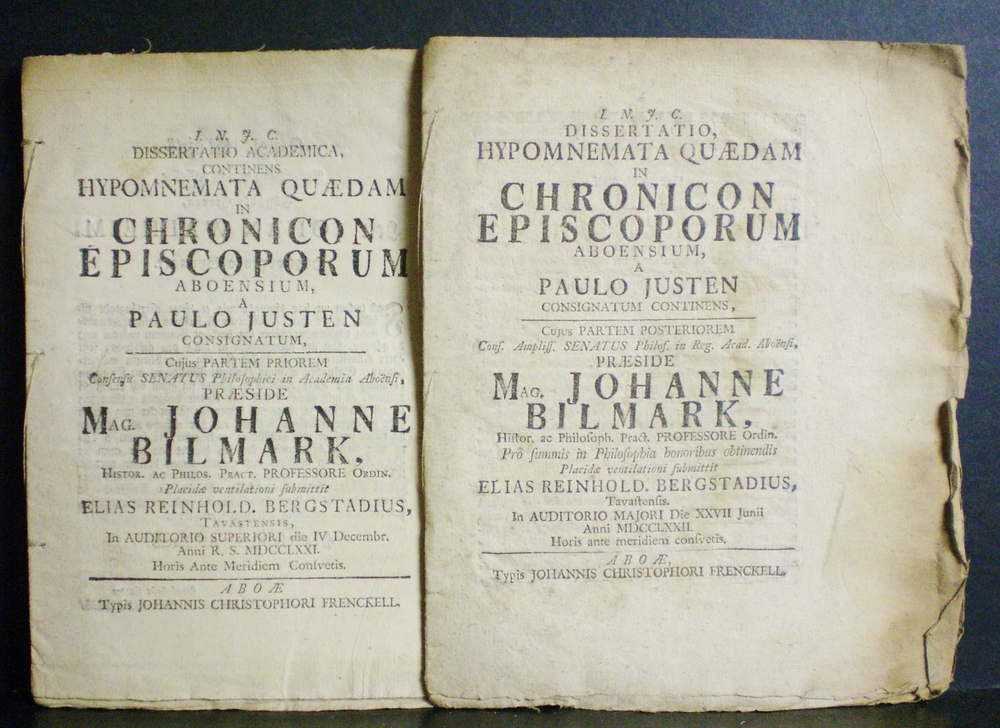 I. N. J. C.
DISSERTATIO ACADEMICA,
CONTINENS
HYPOMNEMATA QUÆDAM
IN
CHRONICON
EPISCOPORUM
ABOENSIUM,
A
PAULO JUSTEN
CONSIGNATUM,
Cujus PARTEM PRIOREM
Conſenſu SENATUS Philoſophici in Academia Aboënſi,
PRÆSIDE
MAG. JOHANNE
BILMARK,
HISTOR. AC PHILOS. PRACT. PROFESSORE ORDIN.
Placidæ ventilationi ſubmittit
ELIAS REINHOLD. BERGSTADIUS,
TAVASTENSIS,
In AUDITORIO SUPERIORI die IV Decembr.
Anni R. S. MDCCLXXI.
Horis Ante Meridiem Conſvetis.
ABOÆ
Typis JOHANNIS CHRISTOPHORI FRENCKELL.
I. N. J. C.
DISSERTATIO,
HYPOMNEMATA QUÆDAM
IN
CHRONICON
EPISCOPORUM
ABOENSIUM,
A
PAULO JUSTEN
CONSIGNATUM CONTINENS,
Cujus PARTEM POSTERIOREM
Conſ. Ampliſſ. SENATUS Philoſ. in Reg. Acad. Aboënſi,
PRÆSIDE
MAG. JOHANNE
BILMARK,
Hiſtor. ac Philoſoph. Pract. PROFESSORE Ordin.
Pro ſummis in Philoſophia honoribus obtinendis
Placidæ ventilationi ſubmittit
ELIAS REINHOLD. BERGSTADIUS,
Tavaſtenſis.
In AUDITORIO MAJORI Die XXVII Junii
Anni MDCCLXXII.
Horis ante meridiem conſvetis.
ABOÆ,
Typis JOHANNIS CHRISTOPHORI FRENCKELL.